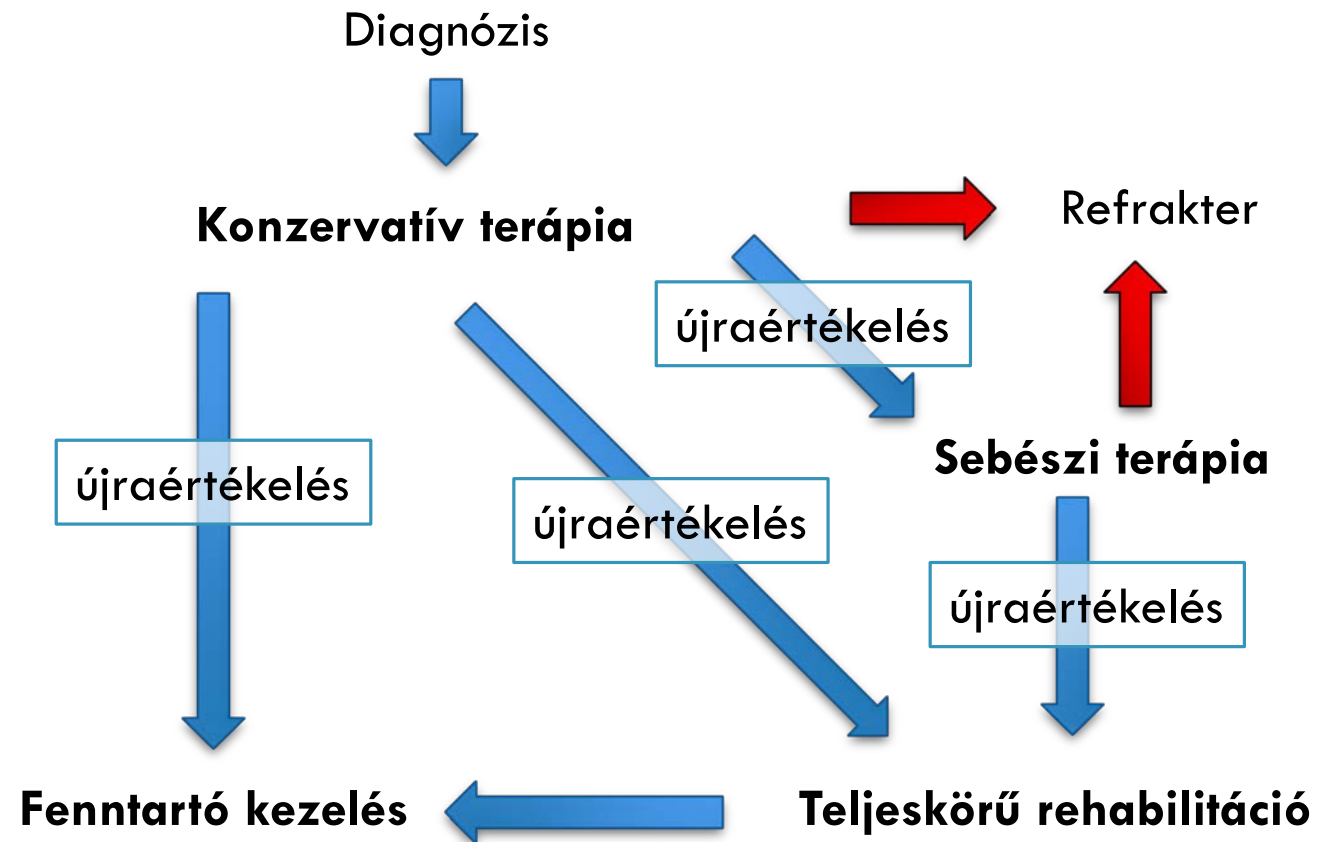 Diagnózis
Konzervatív terápia
Refrakter
újraértékelés
Sebészi terápia
újraértékelés
újraértékelés
újraértékelés
Fenntartó kezelés
Teljeskörű rehabilitáció